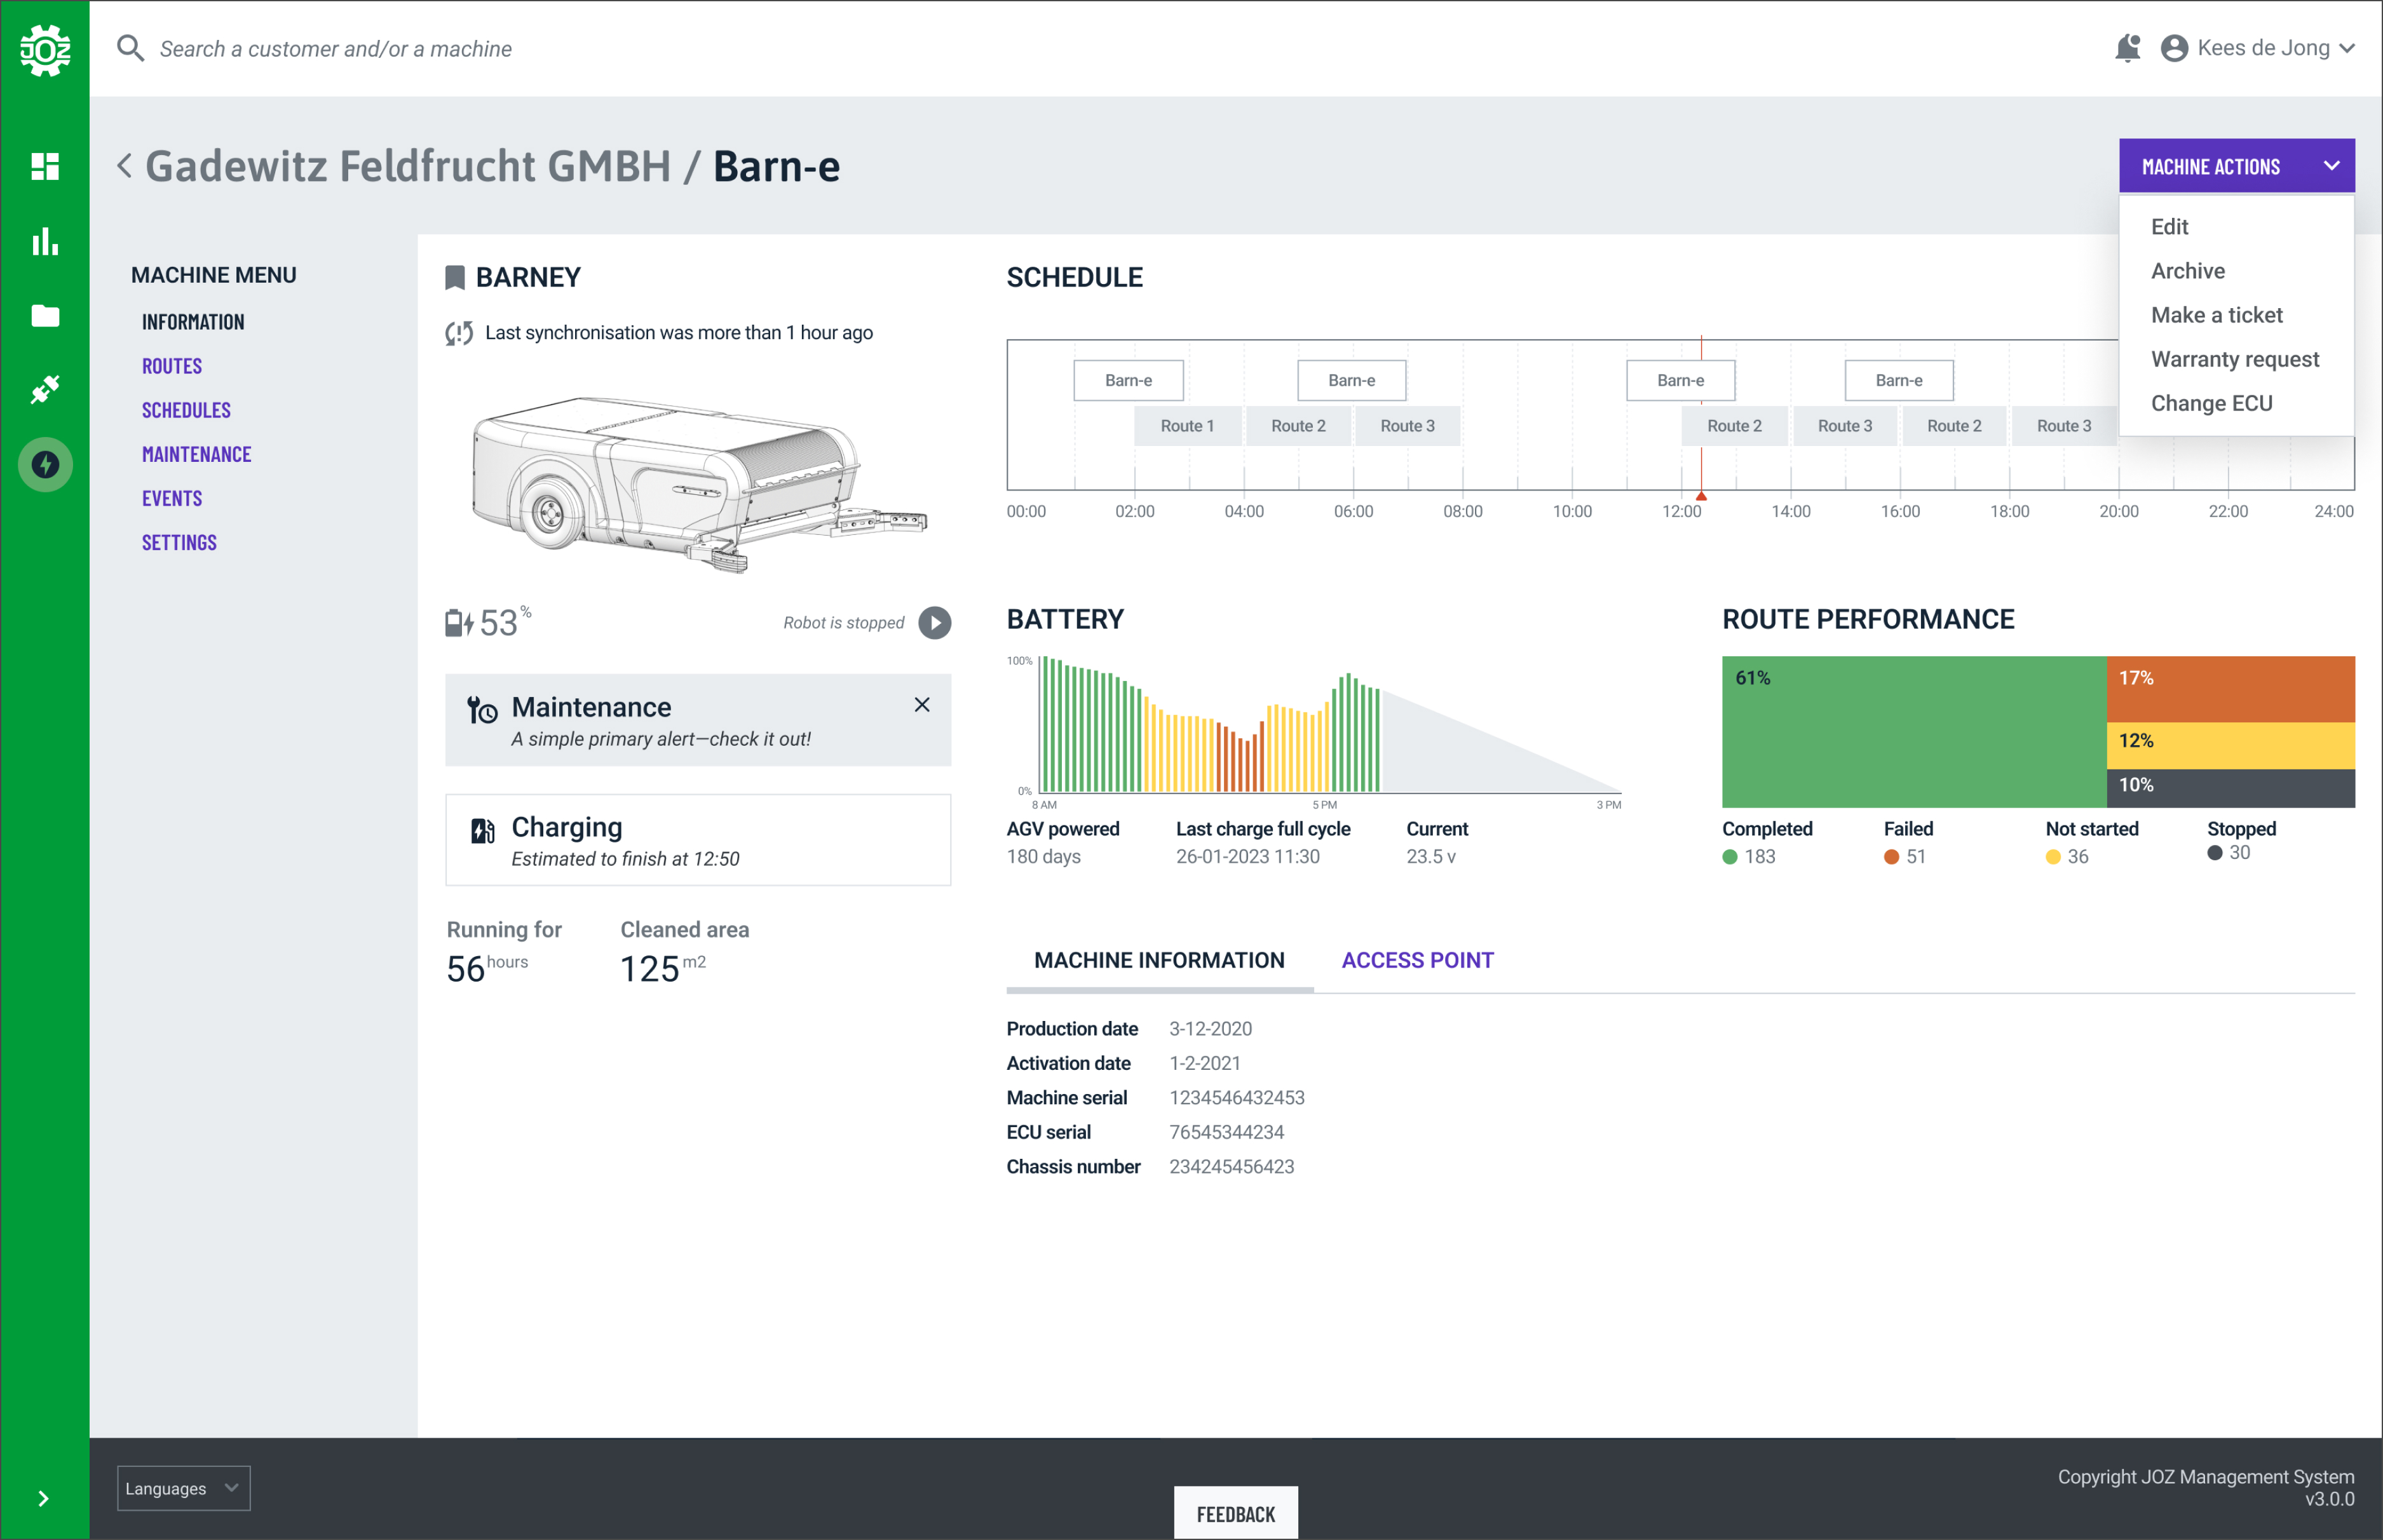 JOZ
Search a customer and/or a machine
Kees de Jong
Gadewitz Feldfrucht GMBH / Barn-e
MACHINE ACTIONS
Edit
Archive
Make a ticket
Warranty request
Change ECU
MACHINE MENU
INFORMATION
ROUTES
SCHEDULES
MAINTENANCE
EVENTS
SETTINGS
BARNEY
Last synchronisation was more than 1 hour ago
53%
Robot is stopped
Maintenance
A simple primary alert—check it out!
Charging
Estimated to finish at 12:50
Running for
56 hours
Cleaned area
125 m2
SCHEDULE
Barn-e Barn-e Barn-e Barn-e
Route 1 Route 2 Route 3 Route 2 Route 3 Route 2 Route 3
00:00 02:00 04:00 06:00 08:00 10:00 12:00 14:00 16:00 18:00 20:00 22:00 24:00
BATTERY
100%
0%
8 AM 5 PM 3 PM
AGV powered
180 days
Last charge full cycle
26-01-2023 11:30
Current
23.5 v
ROUTE PERFORMANCE
61%
17%
12%
10%
Completed
183
Failed
51
Not started
36
Stopped
30
MACHINE INFORMATION
ACCESS POINT
Production date 3-12-2020
Activation date 1-2-2021
Machine serial 1234546432453
ECU serial 76545344234
Chassis number 234245456423
Languages
FEEDBACK
Copyright JOZ Management System
v3.0.0